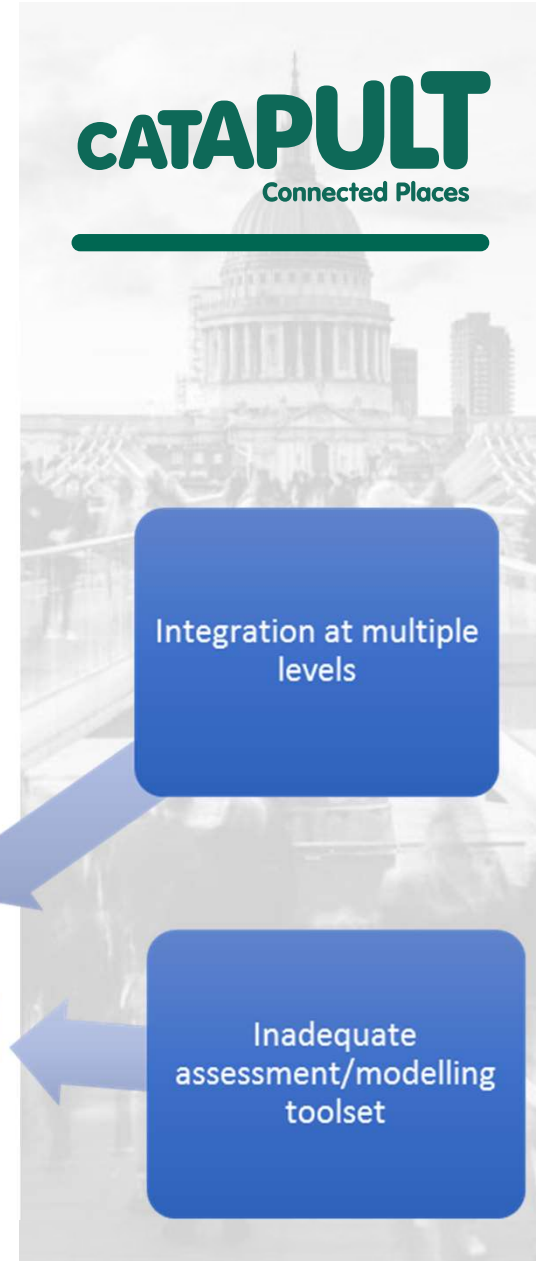 CATAPULT
Connected Places
Integration at multiple
levels
Inadequate
assessment/modelling
toolset